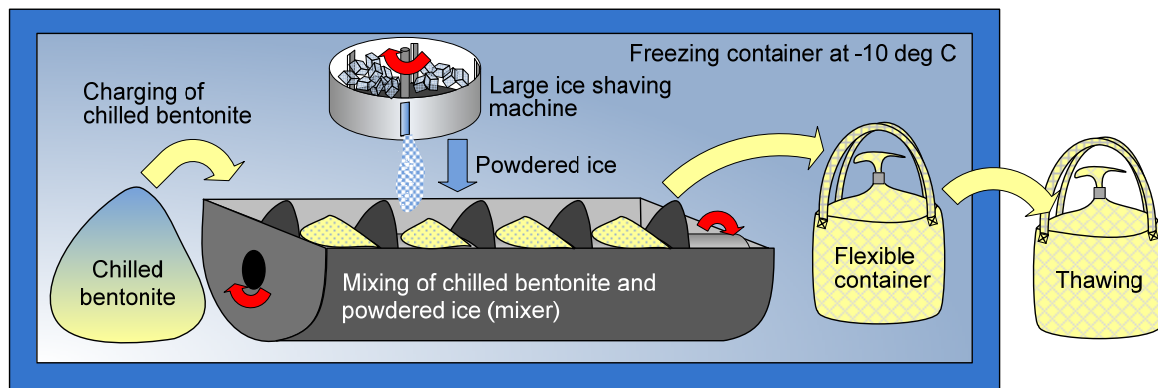 Freezing container at -10 deg C
Charging of
chilled bentonite
Large ice shaving
machine
Powdered ice
Chilled
bentonite
Mixing of chilled bentonite and
powdered ice (mixer)
Flexible
container
Thawing